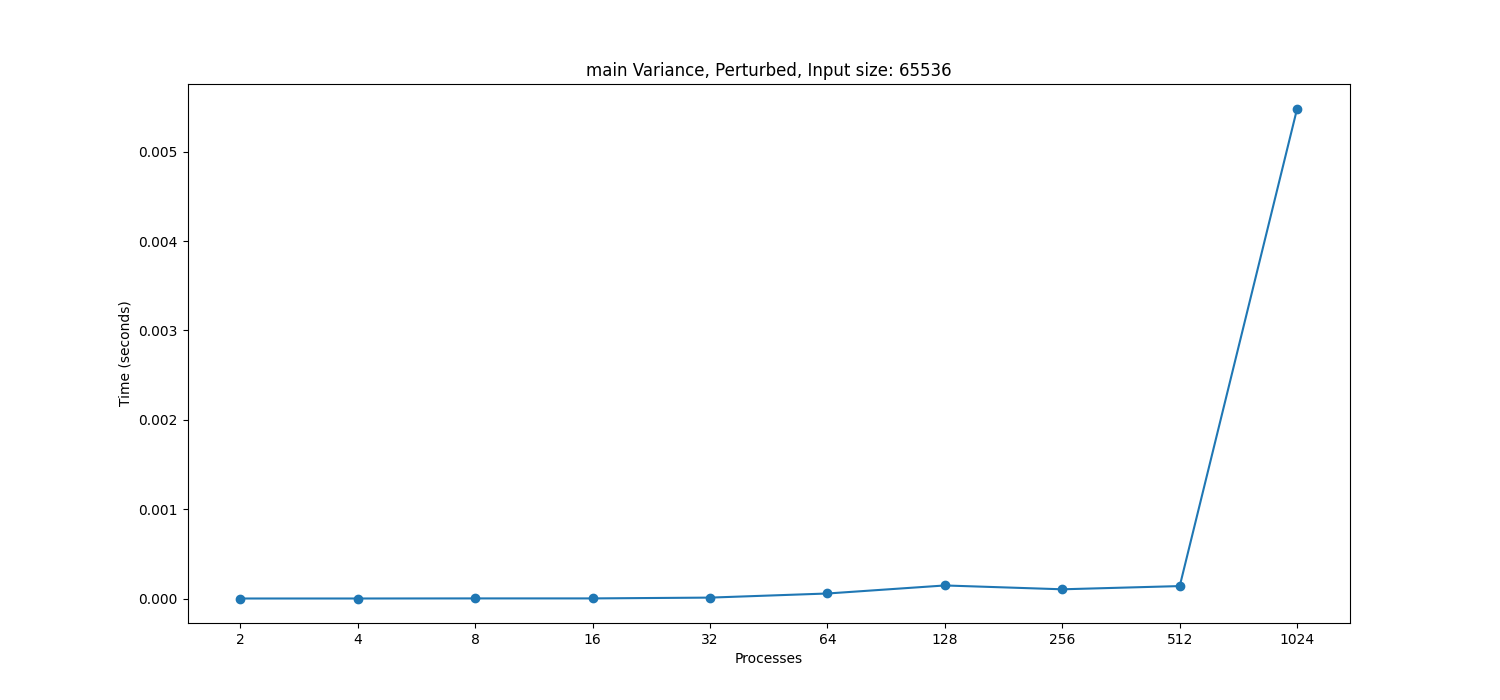 main Variance, Perturbed, Input size: 65536
Time (seconds)
0.005
0.004
0.003
0.002
0.001
0.000
2 4 8 16 32 64 128 256 512 1024
Processes